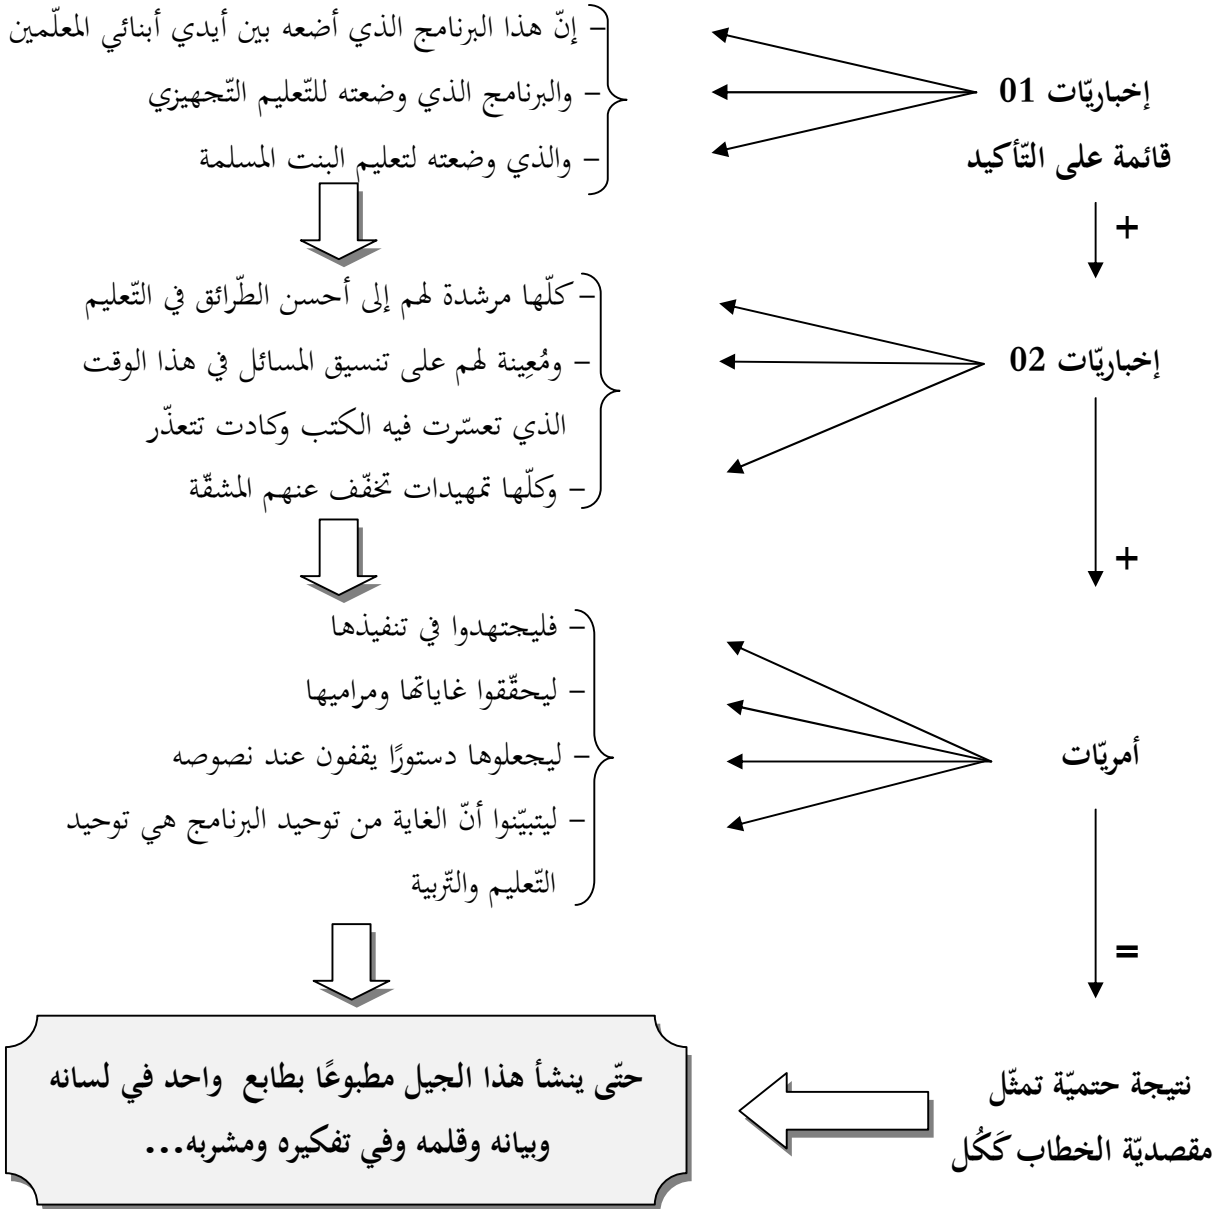 إخباريّات 01
قائمة على التّأكيد
– إنّ هذا البرنامج الذي أضعه بين أيدي أبنائي المعلّمين
– والبرنامج الذي وضعته للتّعليم التّجهيزي
– والذي وضعته لتعليم البنت المسلمة
+
إخباريّات 02
– كلّها مرشدة لهم إلى أحسن الطّرائق في التّعليم
– ومُعِينة لهم على تنسيق المسائل في هذا الوقت
الذي تعسّرت فيه الكتب وكادت تتعذّر
– وكلّها تمهيدات تخفّف عنهم المشقّة
+
أمريّات
– فليجتهدوا في تنفيذها
– ليحقّقوا غاياتها ومراميها
– ليجعلوها دستورًا يقفون عند نصوصه
– ليتبيّنوا أنّ الغاية من توحيد البرنامج هي توحيد
التّعليم والتّربية
=
نتيجة حتميّة تمثّل
مقصديّة الخطاب كَكُل
حتّى ينشأ هذا الجيل مطبوعًا بطابع واحد في لسانه
وبيانه وقلمه وفي تفكيره ومشربه...